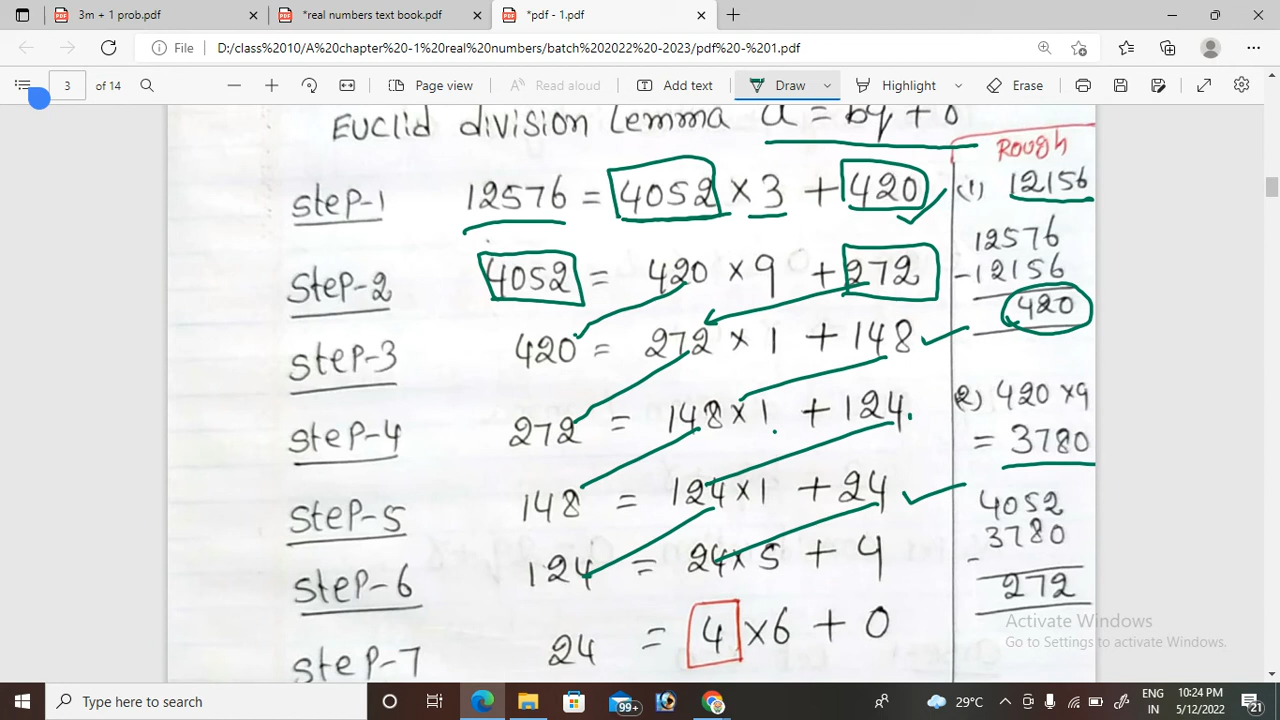 3m + 1 prob.pdf
*real numbers text book.pdf
*pdf - 1.pdf
File
D:/class%2010/A%20chapter%20-1%20real%20numbers/batch%202022%20-2023/pdf%20-%201.pdf
3 of 14
Page view
Read aloud
Add text
Draw
Highlight
Erase
Euclid division Lemma a = bq + 0
Step-1 12576 = 4052 × 3 + 420
Step-2 4052 = 420 × 9 + 272
Step-3 420 = 272 × 1 + 148
Step-4 272 = 148 × 1 + 124.
Step-5 148 = 124 × 1 + 24
Step-6 124 = 24 × 5 + 4
Step-7 24 = 4 × 6 + 0
Rough
(1) 12156
12576
- 12156
420
2) 420 × 9
= 3780
4052
- 3780
272
Activate Windows
Go to Settings to activate Windows.
Type here to search
99+
29°C
ENG
IN
10:24 PM
5/12/2022
21